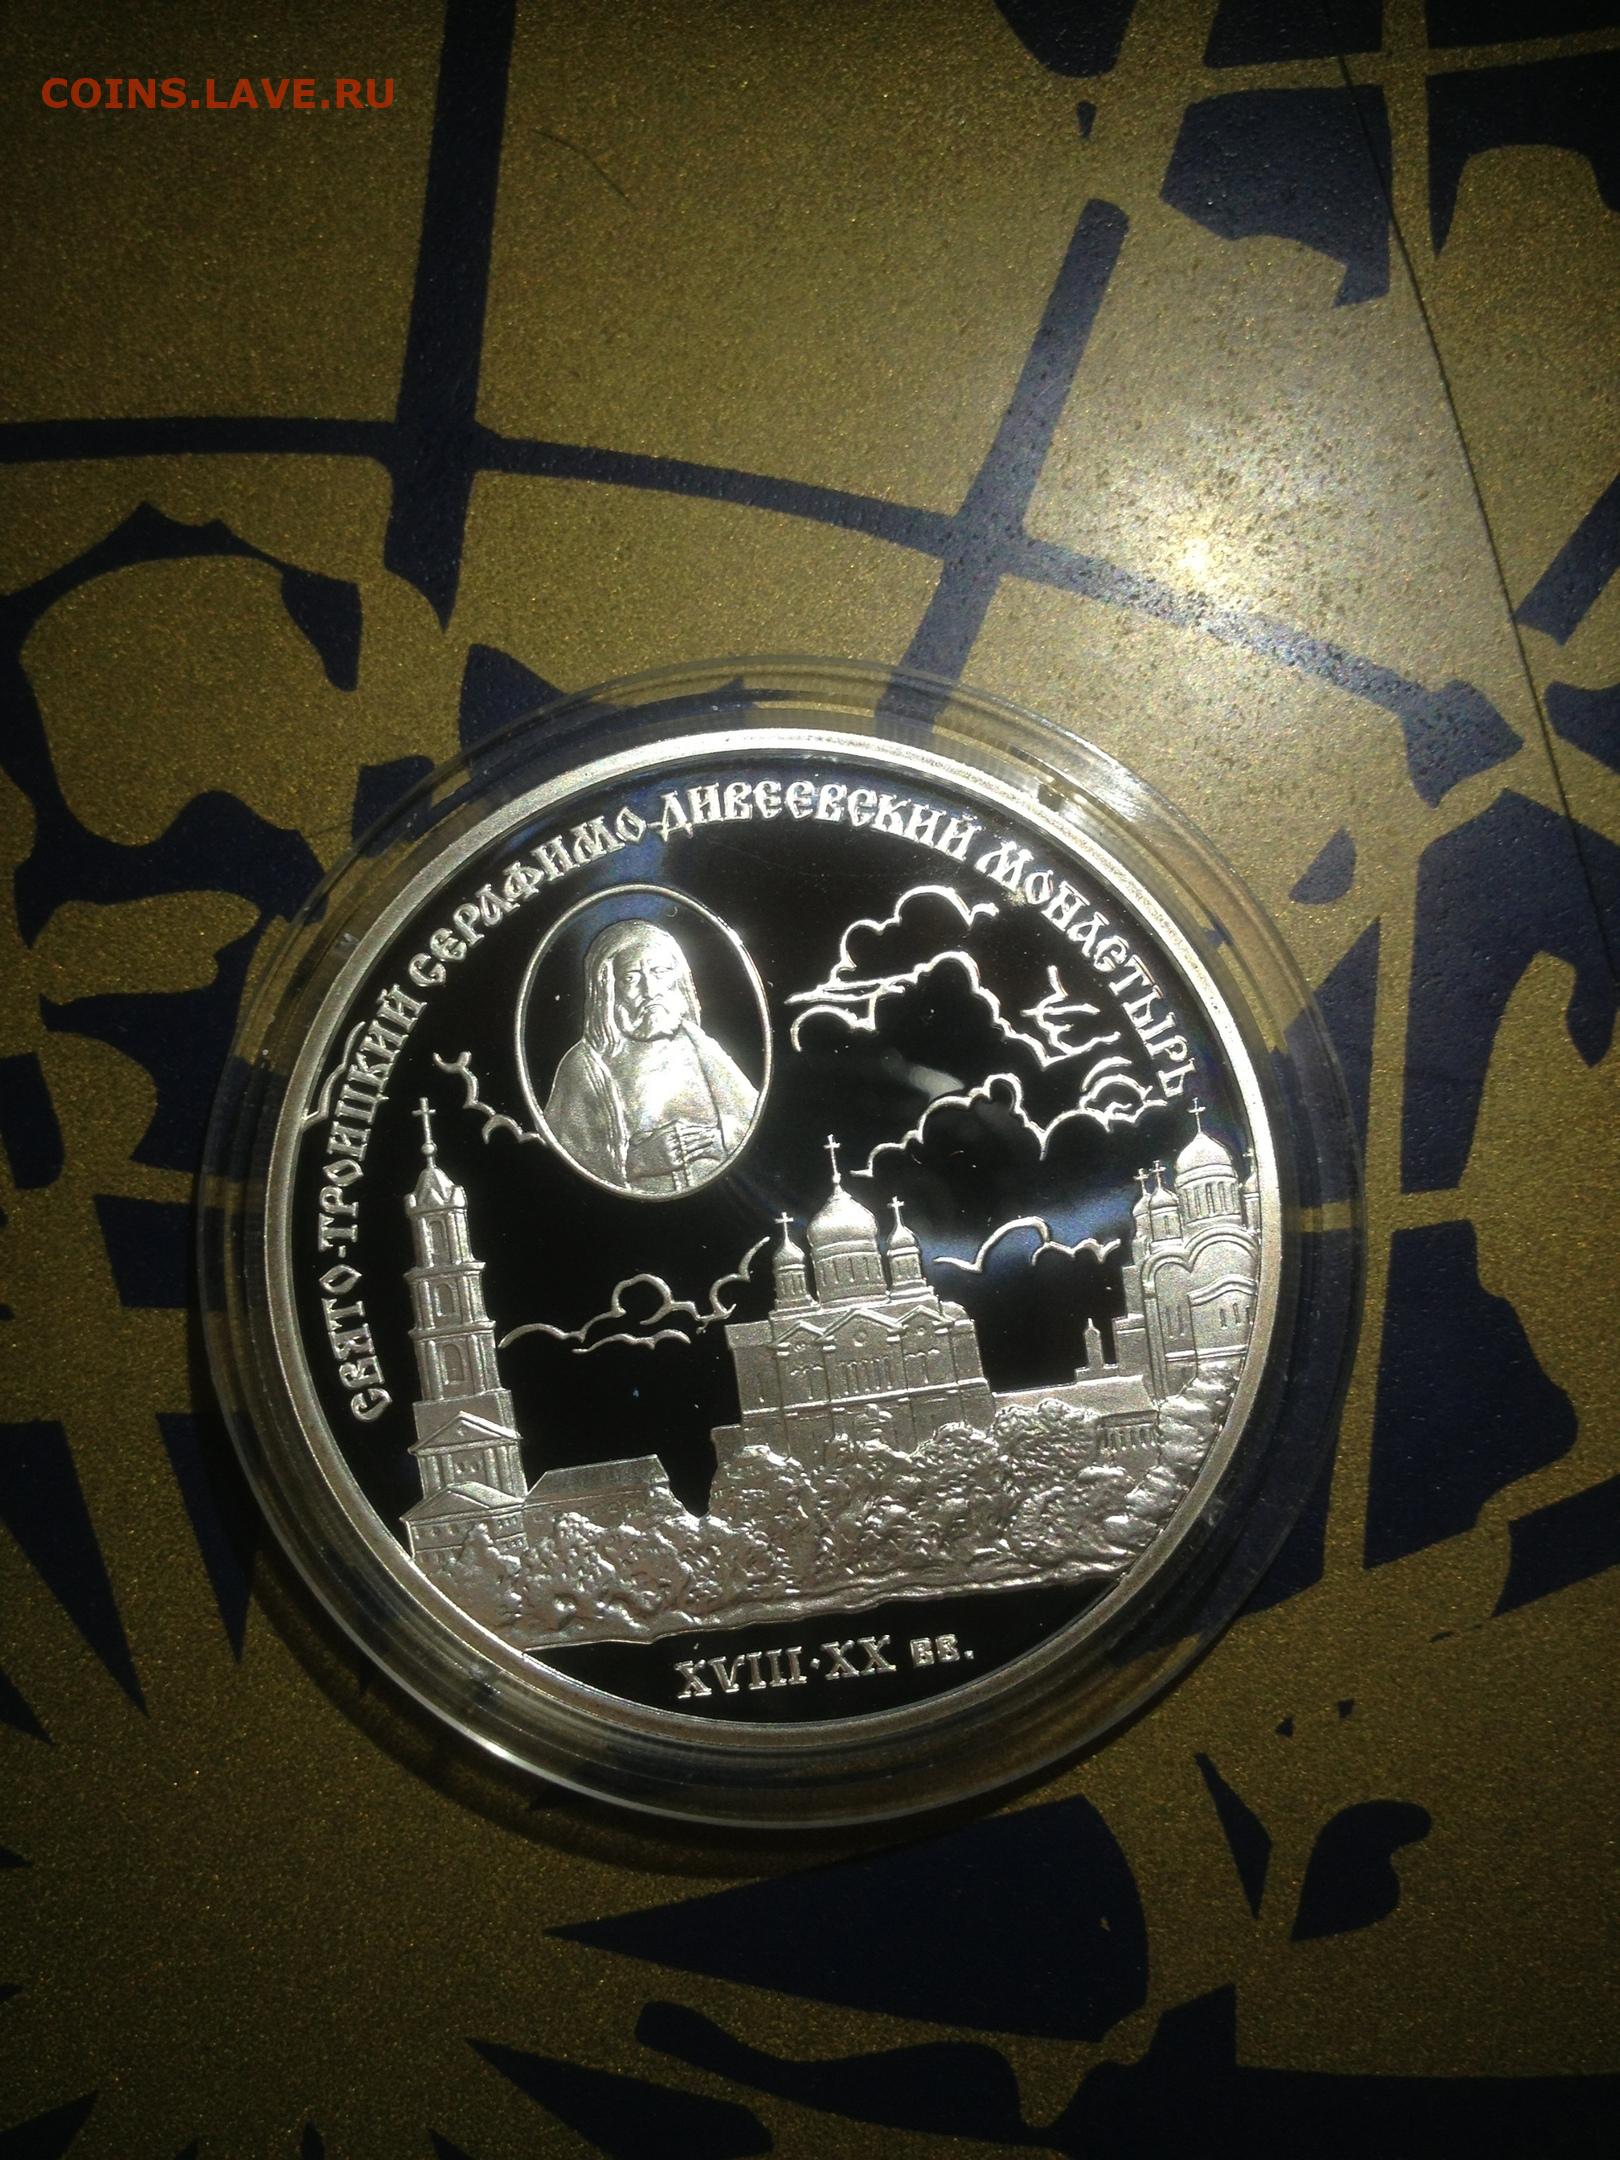 COINS.LAVE.RU
СВЯТО-ТРОИЦКИЙ СЕРАФИМО-ДИВЕЕВСКИЙ МОНАСТЫРЬ
XVIII-XX ВВ.